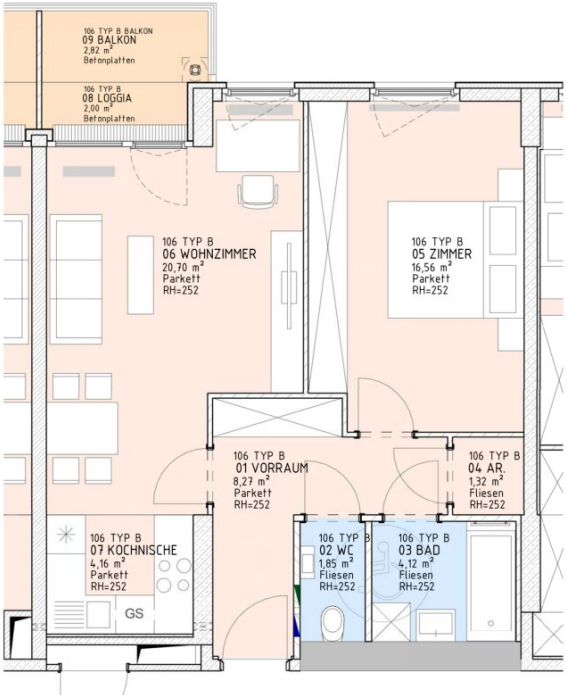 106 TYP B BALKON
09 BALKON
2,82 m²
Betonplatten
106 TYP B
08 LOGGIA
2,00 m²
Betonplatten
106 TYP B
06 WOHNZIMMER
20,70 m²
Parkett
RH=252
106 TYP B
05 ZIMMER
16,56 m²
Parkett
RH=252
106 TYP B
01 VORRAUM
8,27 m²
Parkett
RH=252
106 TYP B
04 AR.
1,32 m²
Fliesen
RH=252
106 TYP B
07 KOCHNISCHE
4,16 m²
Parkett
RH=252
GS
106 TYP B
02 WC
1,85 m²
Fliesen
RH=252
106 TYP B
03 BAD
4,12 m²
Fliesen
RH=252